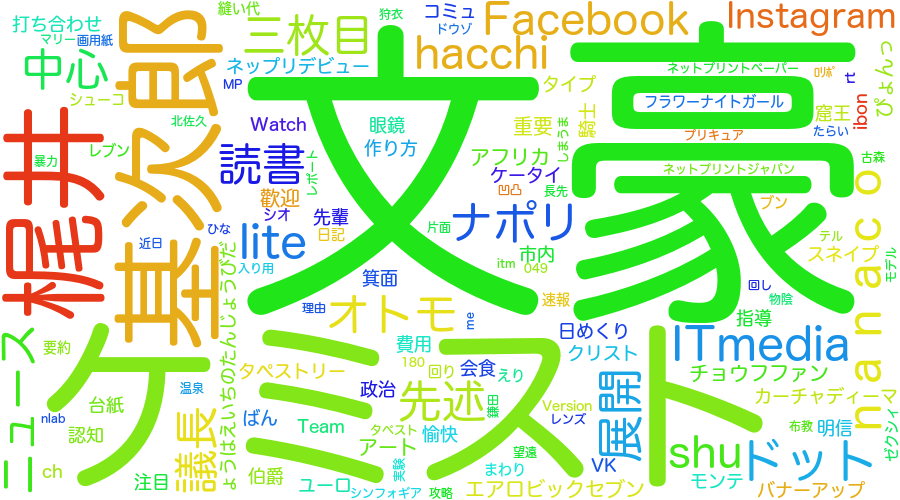 打ち合わせ
縫い代
狩衣
コミュ
Facebook
Instagram
マリー
画用紙
三枚目
ドウゾ
hacchi
中心
郎
ネップリデビュー
ネットプリントペーパー
ロリポ
rt
ぴょんっ
シューコ
MP
タイプ
フラワーナイトガール
窟王
ibon
北佐久
Watch
眼鏡
重要
騎士
しまうま
プリキュア
たらい
梶井
基次郎
文豪
暴力
レブン
読書
作り方
アフリカ
ネットプリントジャパン
古森
レポート
ケータイ
凹凸
長先
ブン
歡迎
シオ
先輩
ナポリ
nanaco
近日
ひな
lite
日記
片面
市内
テル
スネイプ
モデル
入り用
箕面
itm
049
回し
物陰
理由
オトモ
速報
指導
me
日めくり
ITmedia
ニュース
要約
ケミスト
費用
クリスト
タペストリー
180
回り
会食
えり
チョウフファン
温泉
政治
先述
鎌田
展開
カーチャディーマ
nlab
台紙
議長
ょうはえいちのたんじょうびだ
ばん
タペスト
Version
レンズ
布教
明信
ゼクシィ
認知
Team
アート
愉快
望遠
shu
ドット
ch
注目
伯爵
実験
まわり
VK
モンテ
ユーロ
シンフォギア
攻略
エアロビックセブン
バナーアップ